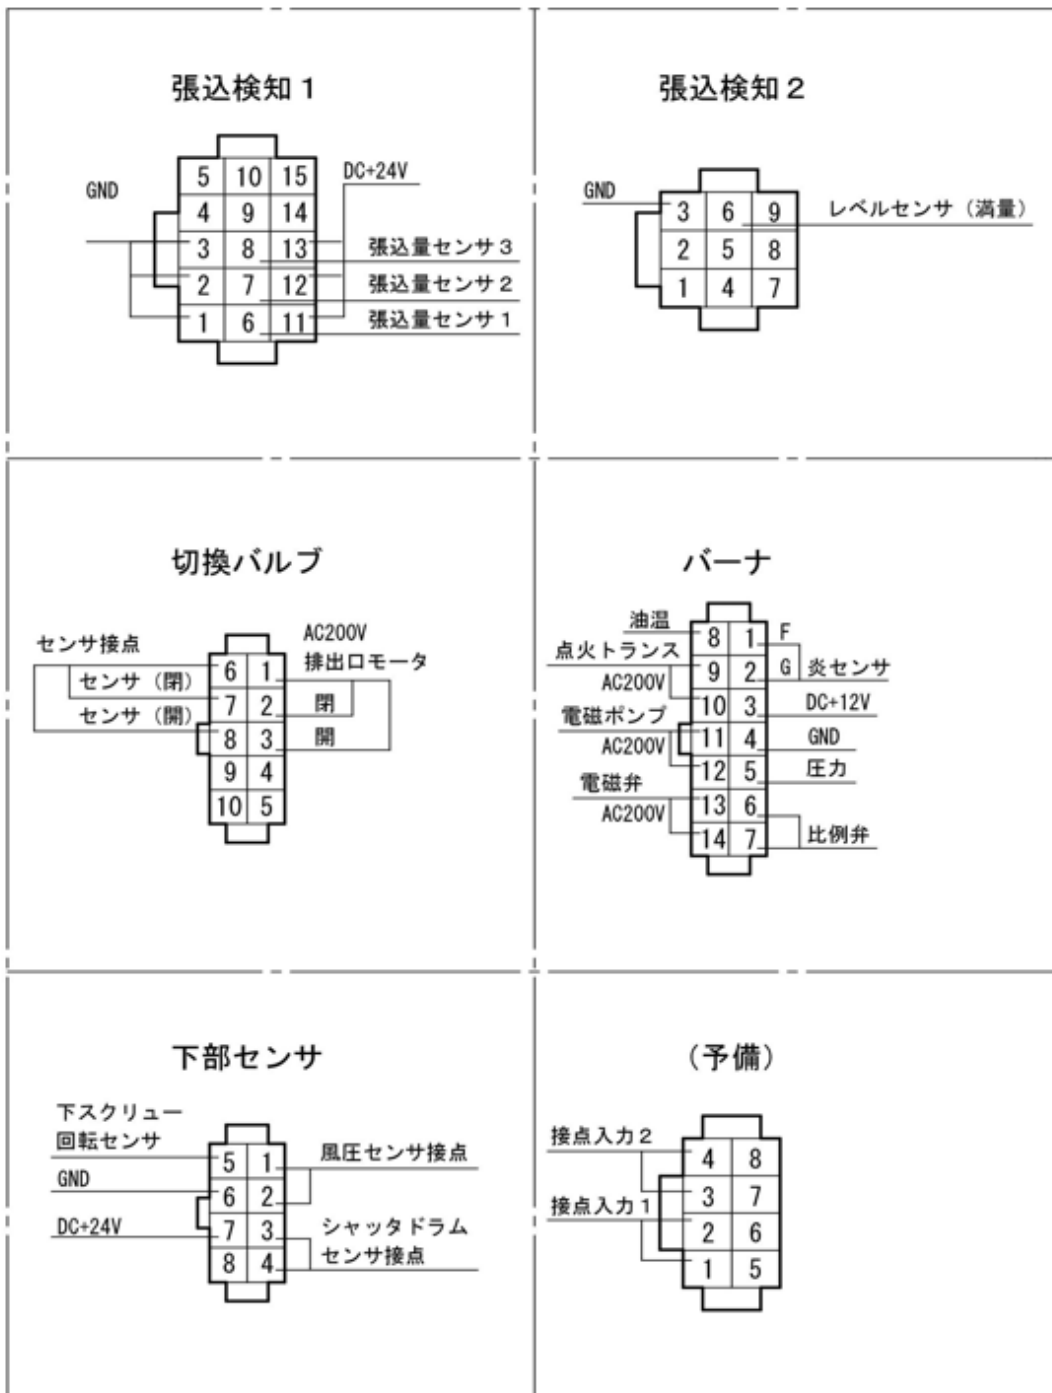 張込検知１
GND
DC+24V
5 10 15
4 9 14
3 8 13
張込量センサ３
2 7 12
張込量センサ２
1 6 11
張込量センサ１
張込検知２
GND
3 6 9
レベルセンサ（満量）
2 5 8
1 4 7
切換バルブ
センサ接点
AC200V
排出口モータ
6 1
センサ（閉）
7 2
閉
センサ（開）
8 3
開
9 4
10 5
バーナ
油温
8 1
F
点火トランス
AC200V
9 2
G
炎センサ
10 3
DC+12V
電磁ポンプ
AC200V
11 4
GND
12 5
圧力
電磁弁
AC200V
13 6
14 7
比例弁
下部センサ
下スクリュー
回転センサ
5 1
風圧センサ接点
GND
6 2
DC+24V
7 3
シャッタドラム
センサ接点
8 4
（予備）
接点入力２
4 8
3 7
接点入力１
2 6
1 5